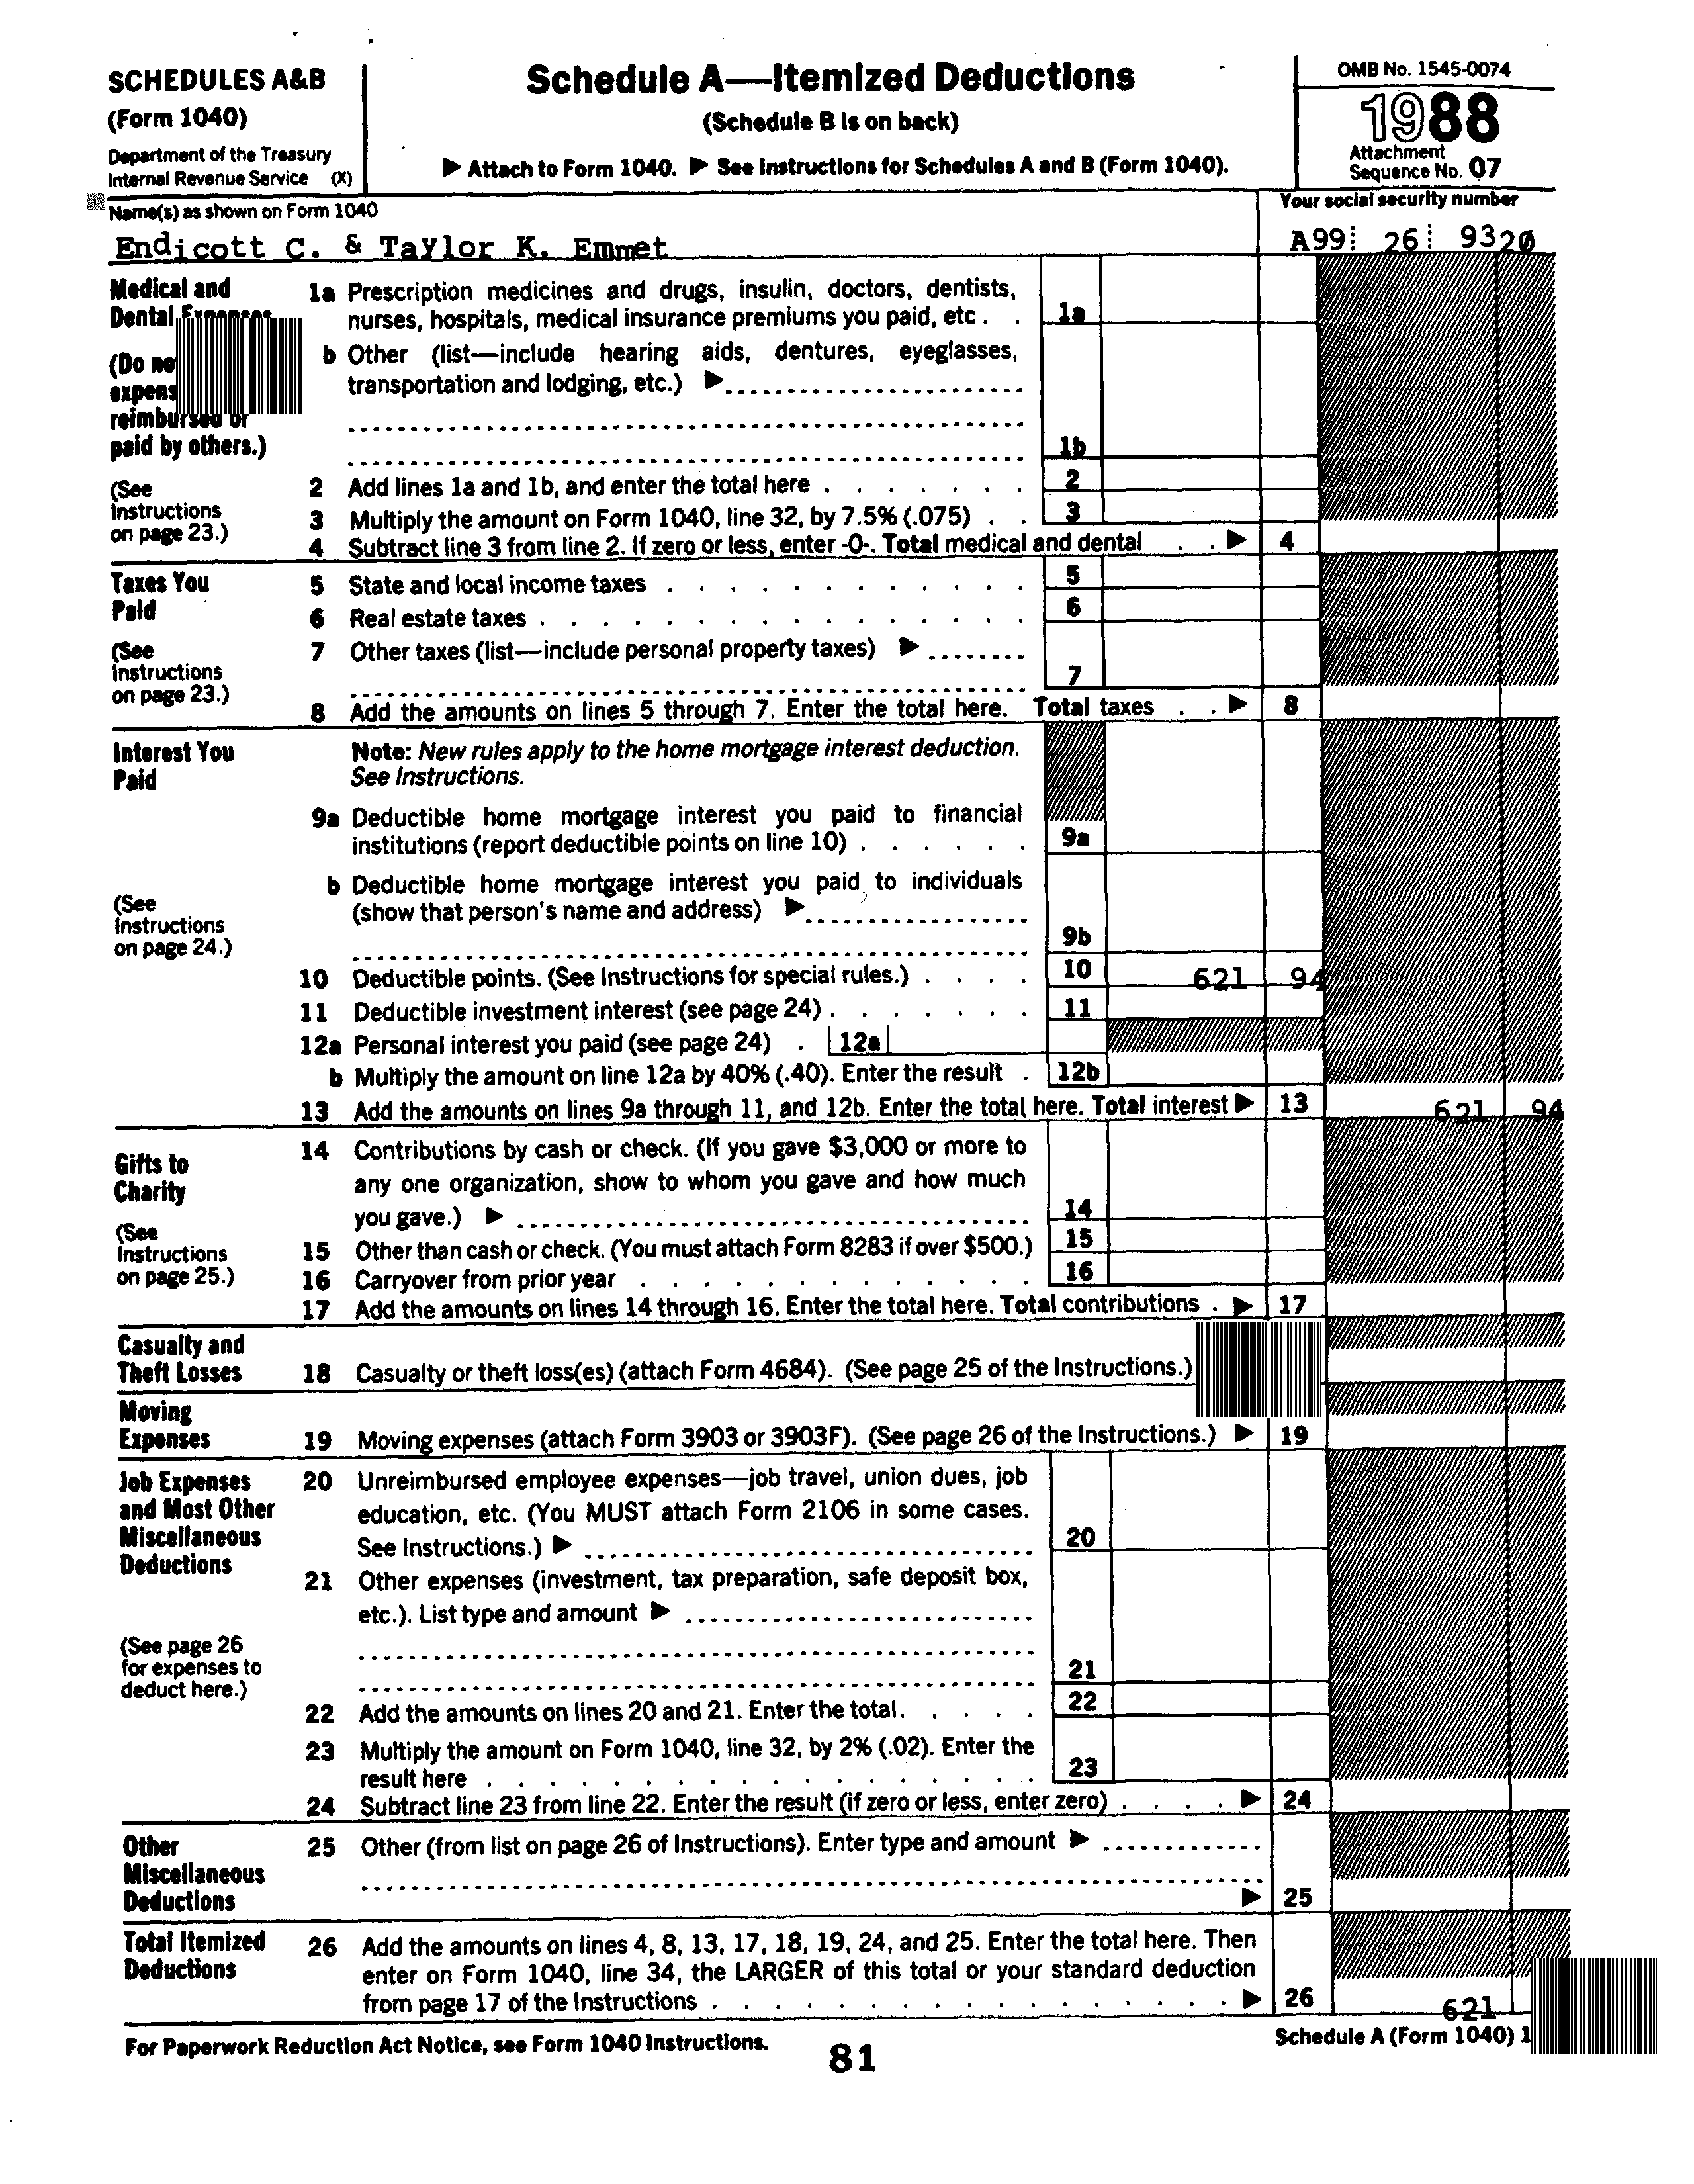 SCHEDULES A&B
(Form 1040)
Department of the Treasury
Internal Revenue Service (X)
Schedule A—Itemized Deductions
(Schedule B is on back)
▶ Attach to Form 1040. ▶ See Instructions for Schedules A and B (Form 1040).
OMB No. 1545-0074
1988
Attachment
Sequence No. 07
Name(s) as shown on Form 1040
Your social security number
Endicott C. & Taylor K. Emmet
A99 26 9320
Medical and
Dental Expenses
(Do no
expens
reimbursed or
paid by others.)
(See
Instructions
on page 23.)
1a Prescription medicines and drugs, insulin, doctors, dentists,
nurses, hospitals, medical insurance premiums you paid, etc . . 1a
b Other (list—include hearing aids, dentures, eyeglasses,
transportation and lodging, etc.) ▶
1b
2 Add lines 1a and 1b, and enter the total here . . . . . . . 2
3 Multiply the amount on Form 1040, line 32, by 7.5% (.075) . . 3
4 Subtract line 3 from line 2. If zero or less, enter -0-. Total medical and dental . . ▶ 4
Taxes You
Paid
(See
Instructions
on page 23.)
5 State and local income taxes . . . . . . . . . . . . 5
6 Real estate taxes . . . . . . . . . . . . . . . . 6
7 Other taxes (list—include personal property taxes) ▶
7
8 Add the amounts on lines 5 through 7. Enter the total here. Total taxes . . ▶ 8
Interest You
Paid
(See
Instructions
on page 24.)
Note: New rules apply to the home mortgage interest deduction.
See Instructions.
9a Deductible home mortgage interest you paid to financial
institutions (report deductible points on line 10) . . . . . . 9a
b Deductible home mortgage interest you paid to individuals
(show that person's name and address) ▶
9b
10 Deductible points. (See Instructions for special rules.) . . . . 10 621 94
11 Deductible investment interest (see page 24) . . . . . . . 11
12a Personal interest you paid (see page 24) . 12a
b Multiply the amount on line 12a by 40% (.40). Enter the result . 12b
13 Add the amounts on lines 9a through 11, and 12b. Enter the total here. Total interest ▶ 13 621 94
Gifts to
Charity
(See
Instructions
on page 25.)
14 Contributions by cash or check. (If you gave $3,000 or more to
any one organization, show to whom you gave and how much
you gave.) ▶ 14
15 Other than cash or check. (You must attach Form 8283 if over $500.) 15
16 Carryover from prior year . . . . . . . . . . . . . 16
17 Add the amounts on lines 14 through 16. Enter the total here. Total contributions . ▶ 17
Casualty and
Theft Losses
18 Casualty or theft loss(es) (attach Form 4684). (See page 25 of the Instructions.)
Moving
Expenses
19 Moving expenses (attach Form 3903 or 3903F). (See page 26 of the Instructions.) ▶ 19
Job Expenses
and Most Other
Miscellaneous
Deductions
(See page 26
for expenses to
deduct here.)
20 Unreimbursed employee expenses—job travel, union dues, job
education, etc. (You MUST attach Form 2106 in some cases.
See Instructions.) ▶ 20
21 Other expenses (investment, tax preparation, safe deposit box,
etc.). List type and amount ▶
21
22 Add the amounts on lines 20 and 21. Enter the total. . . . . 22
23 Multiply the amount on Form 1040, line 32, by 2% (.02). Enter the
result here . . . . . . . . . . . . . . . . . . 23
24 Subtract line 23 from line 22. Enter the result (if zero or less, enter zero) . . . . ▶ 24
Other
Miscellaneous
Deductions
25 Other (from list on page 26 of Instructions). Enter type and amount ▶
▶ 25
Total Itemized
Deductions
26 Add the amounts on lines 4, 8, 13, 17, 18, 19, 24, and 25. Enter the total here. Then
enter on Form 1040, line 34, the LARGER of this total or your standard deduction
from page 17 of the Instructions . . . . . . . . . . . . . . . . . ▶ 26 621
For Paperwork Reduction Act Notice, see Form 1040 Instructions.
Schedule A (Form 1040) 1
81